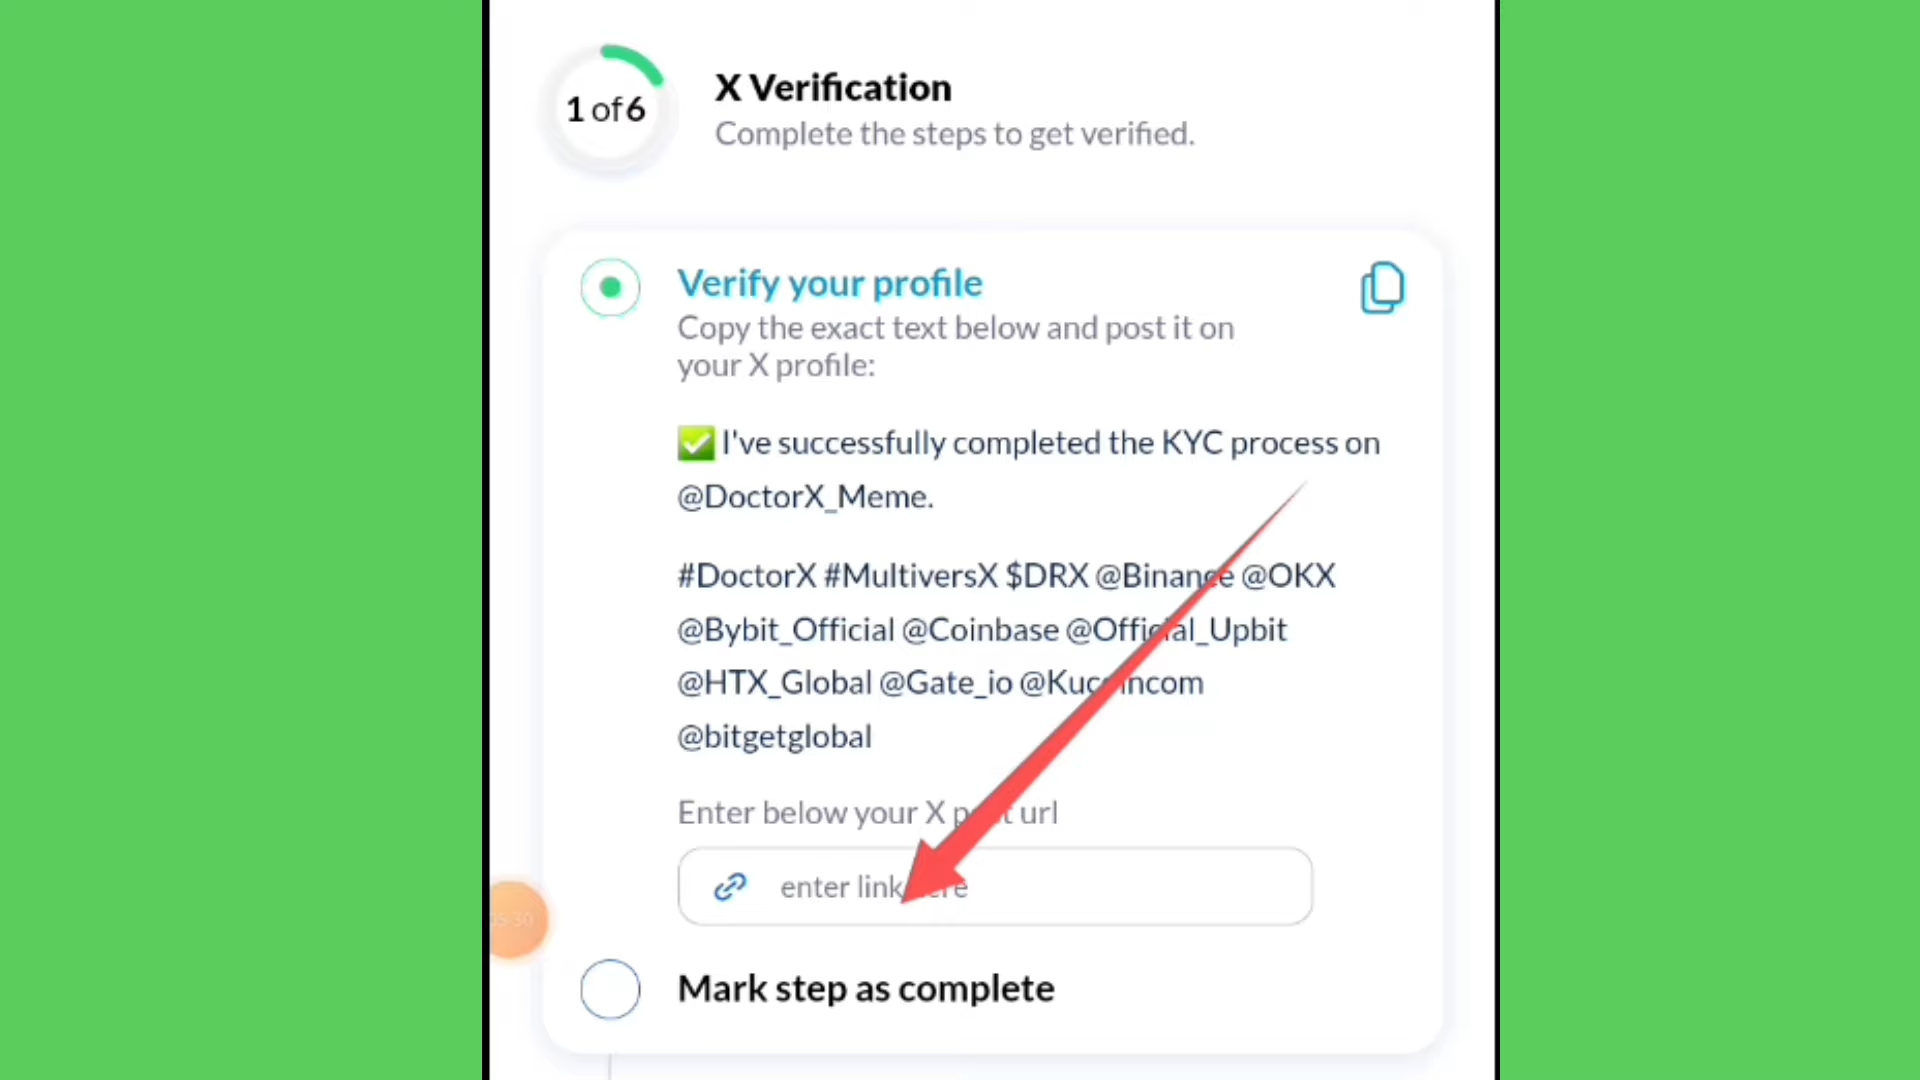 1 of 6
X Verification
Complete the steps to get verified.
Verify your profile
Copy the exact text below and post it on
your X profile:
✅ I've successfully completed the KYC process on
@DoctorX_Meme.
#DoctorX #MultiversX $DRX @Binance @OKX
@Bybit_Official @Coinbase @Official_Upbit
@HTX_Global @Gate_io @Kucoincom
@bitgetglobal
Enter below your X post url
enter link here
05:30
Mark step as complete